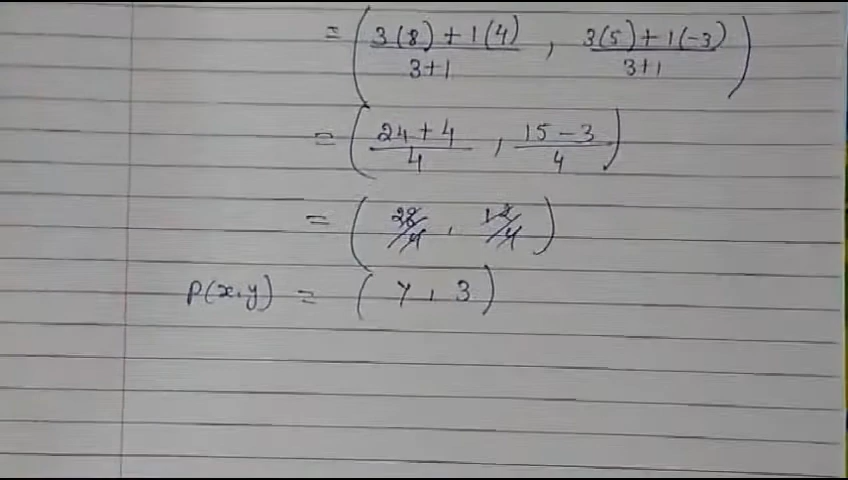 = ( 3(8) + 1(4) / 3+1 , 3(5) + 1(-3) / 3+1 )
= ( 24 + 4 / 4 , 15 - 3 / 4 )
= ( 28/4 , 12/4 )
P(x,y) = ( 7 , 3 )